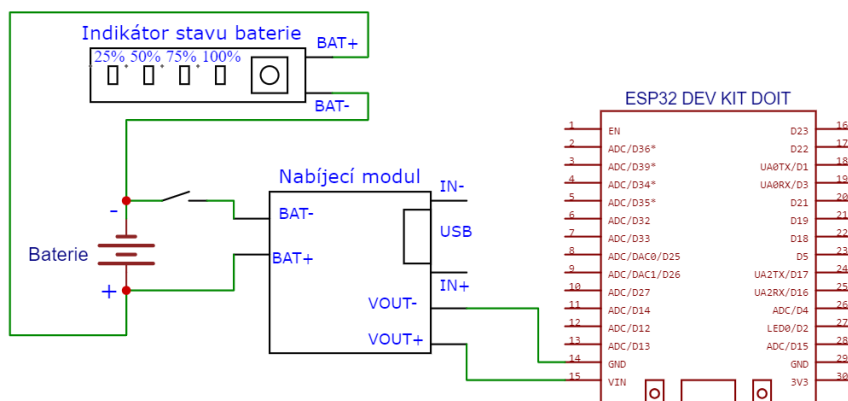 Indikátor stavu baterie
BAT+
25% 50% 75% 100%
BAT-
Nabíjecí modul
IN-
BAT-
USB
-
Baterie
BAT+
+
IN+
VOUT-
VOUT+
ESP32 DEV KIT DOIT
1 EN D23 16
2 ADC/D36* D22 17
3 ADC/D39* UA0TX/D1 18
4 ADC/D34* UA0RX/D3 19
5 ADC/D35* D21 20
6 ADC/D32 D19 21
7 ADC/D33 D18 22
8 ADC/DAC0/D25 D5 23
9 ADC/DAC1/D26 UA2TX/D17 24
10 ADC/D27 UA2RX/D16 25
11 ADC/D14 ADC/D4 26
12 ADC/D12 LED0/D2 27
13 ADC/D13 ADC/D15 28
14 GND GND 29
15 VIN 3V3 30